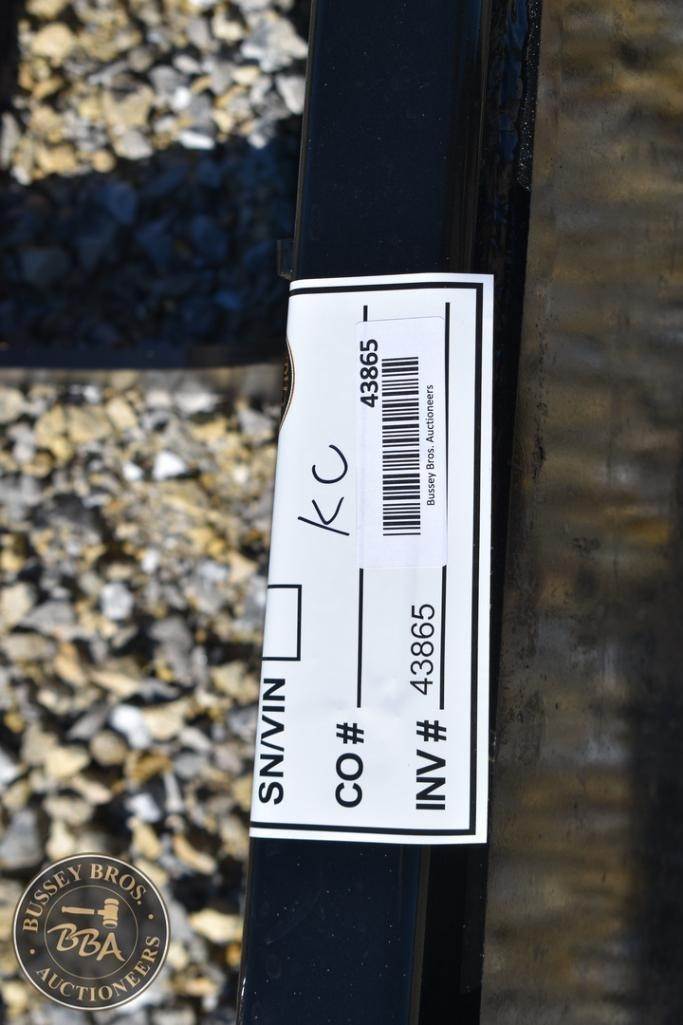 SN/VIN
KC
CO #
43865
Bussey Bros. Auctioneers
INV # 43865
BUSSEY BROS.
BBA
AUCTIONEERS